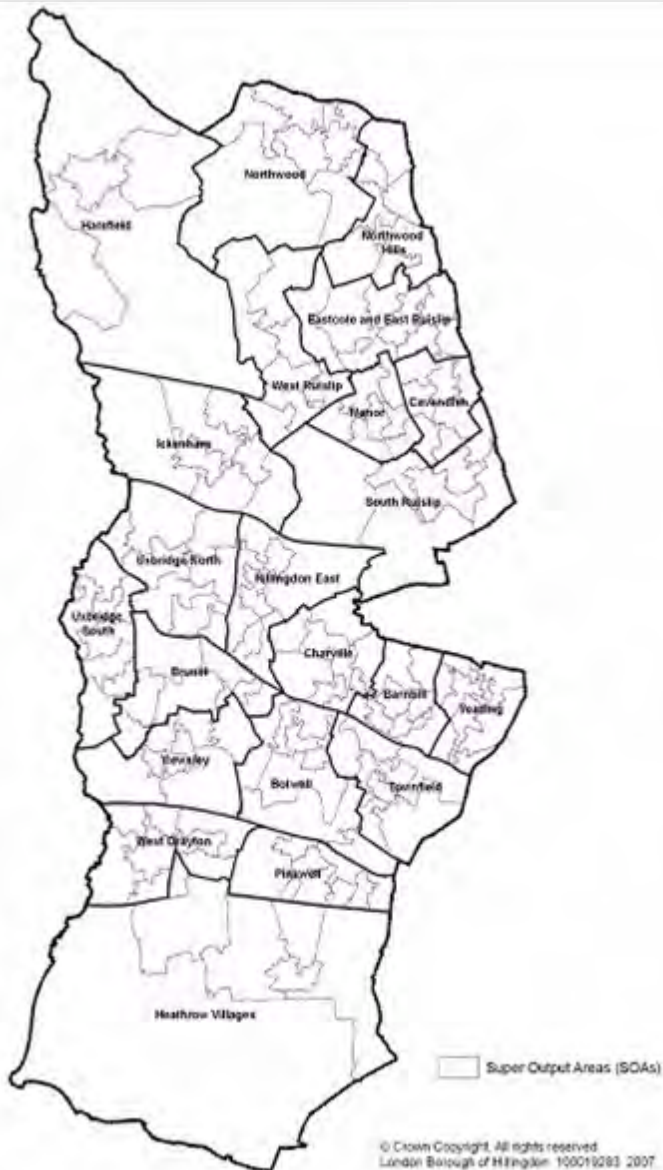 Northwood
Harefield
Northwood
Hills
Eastcote and East Ruislip
West Ruislip
Manor
Cavendish
Ickenham
South Ruislip
Uxbridge North
Hillingdon East
Uxbridge
South
Charville
Brunel
Barnhill
Yeading
Yiewsley
Botwell
Townfield
West Drayton
Pinkwell
Heathrow Villages
Super Output Areas (SOAs)
© Crown Copyright. All rights reserved
London Borough of Hillingdon 100019283 2007